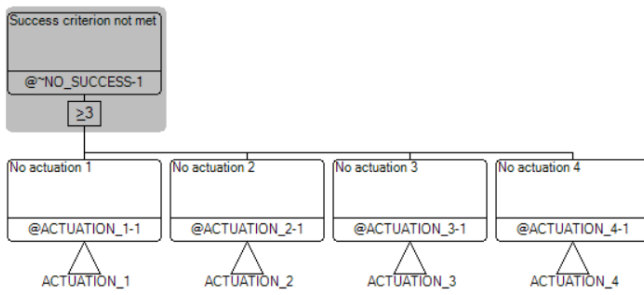 Success criterion not met
@~NO_SUCCESS-1
≥3
No actuation 1
No actuation 2
No actuation 3
No actuation 4
@ACTUATION_1-1
@ACTUATION_2-1
@ACTUATION_3-1
@ACTUATION_4-1
ACTUATION_1
ACTUATION_2
ACTUATION_3
ACTUATION_4